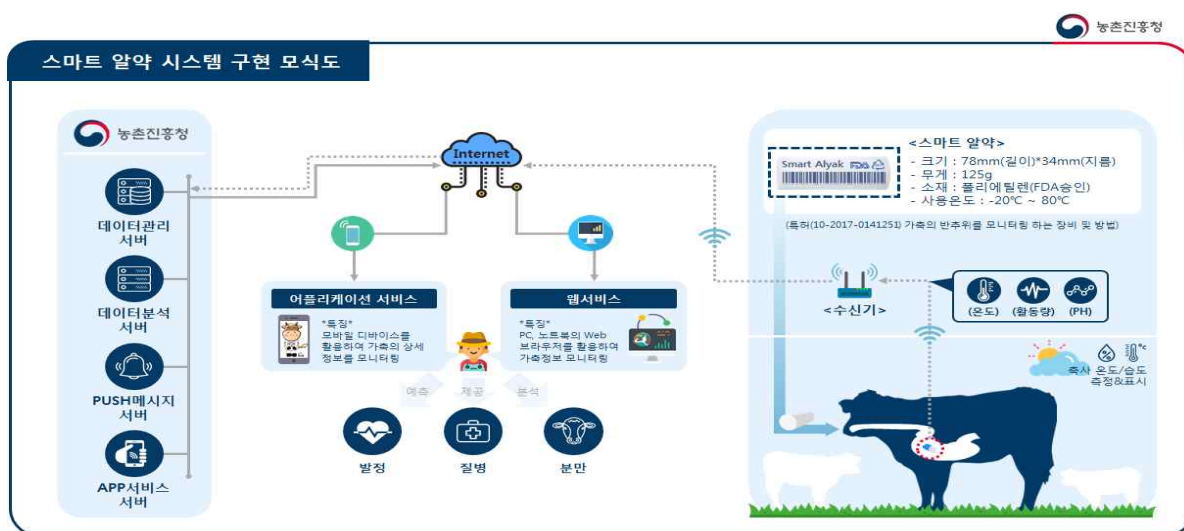 농촌진흥청
스마트 알약 시스템 구현 모식도
농촌진흥청
데이터관리
서버
데이터분석
서버
PUSH메시지
서버
APP서비스
서버
Internet
어플리케이션 서비스
*특징*
모바일 디바이스를
활용하여 가축의 상세
정보를 모니터링
웹서비스
*특징*
PC, 노트북의 Web
브라우저를 활용하여
가축정보 모니터링
예측
제공
분석
발정
질병
분만
Smart Alyak FDA
<스마트 알약>
- 크기 : 78mm(길이)*34mm(지름)
- 무게 : 125g
- 소재 : 폴리에틸렌(FDA승인)
- 사용온도 : -20℃ ~ 80℃
(특허(10-2017-0141251) 가축의 반추위를 모니터링 하는 장비 및 방법)
<수신기>
(온도) (활동량) (PH)
℃
축사 온도/습도
측정&표시